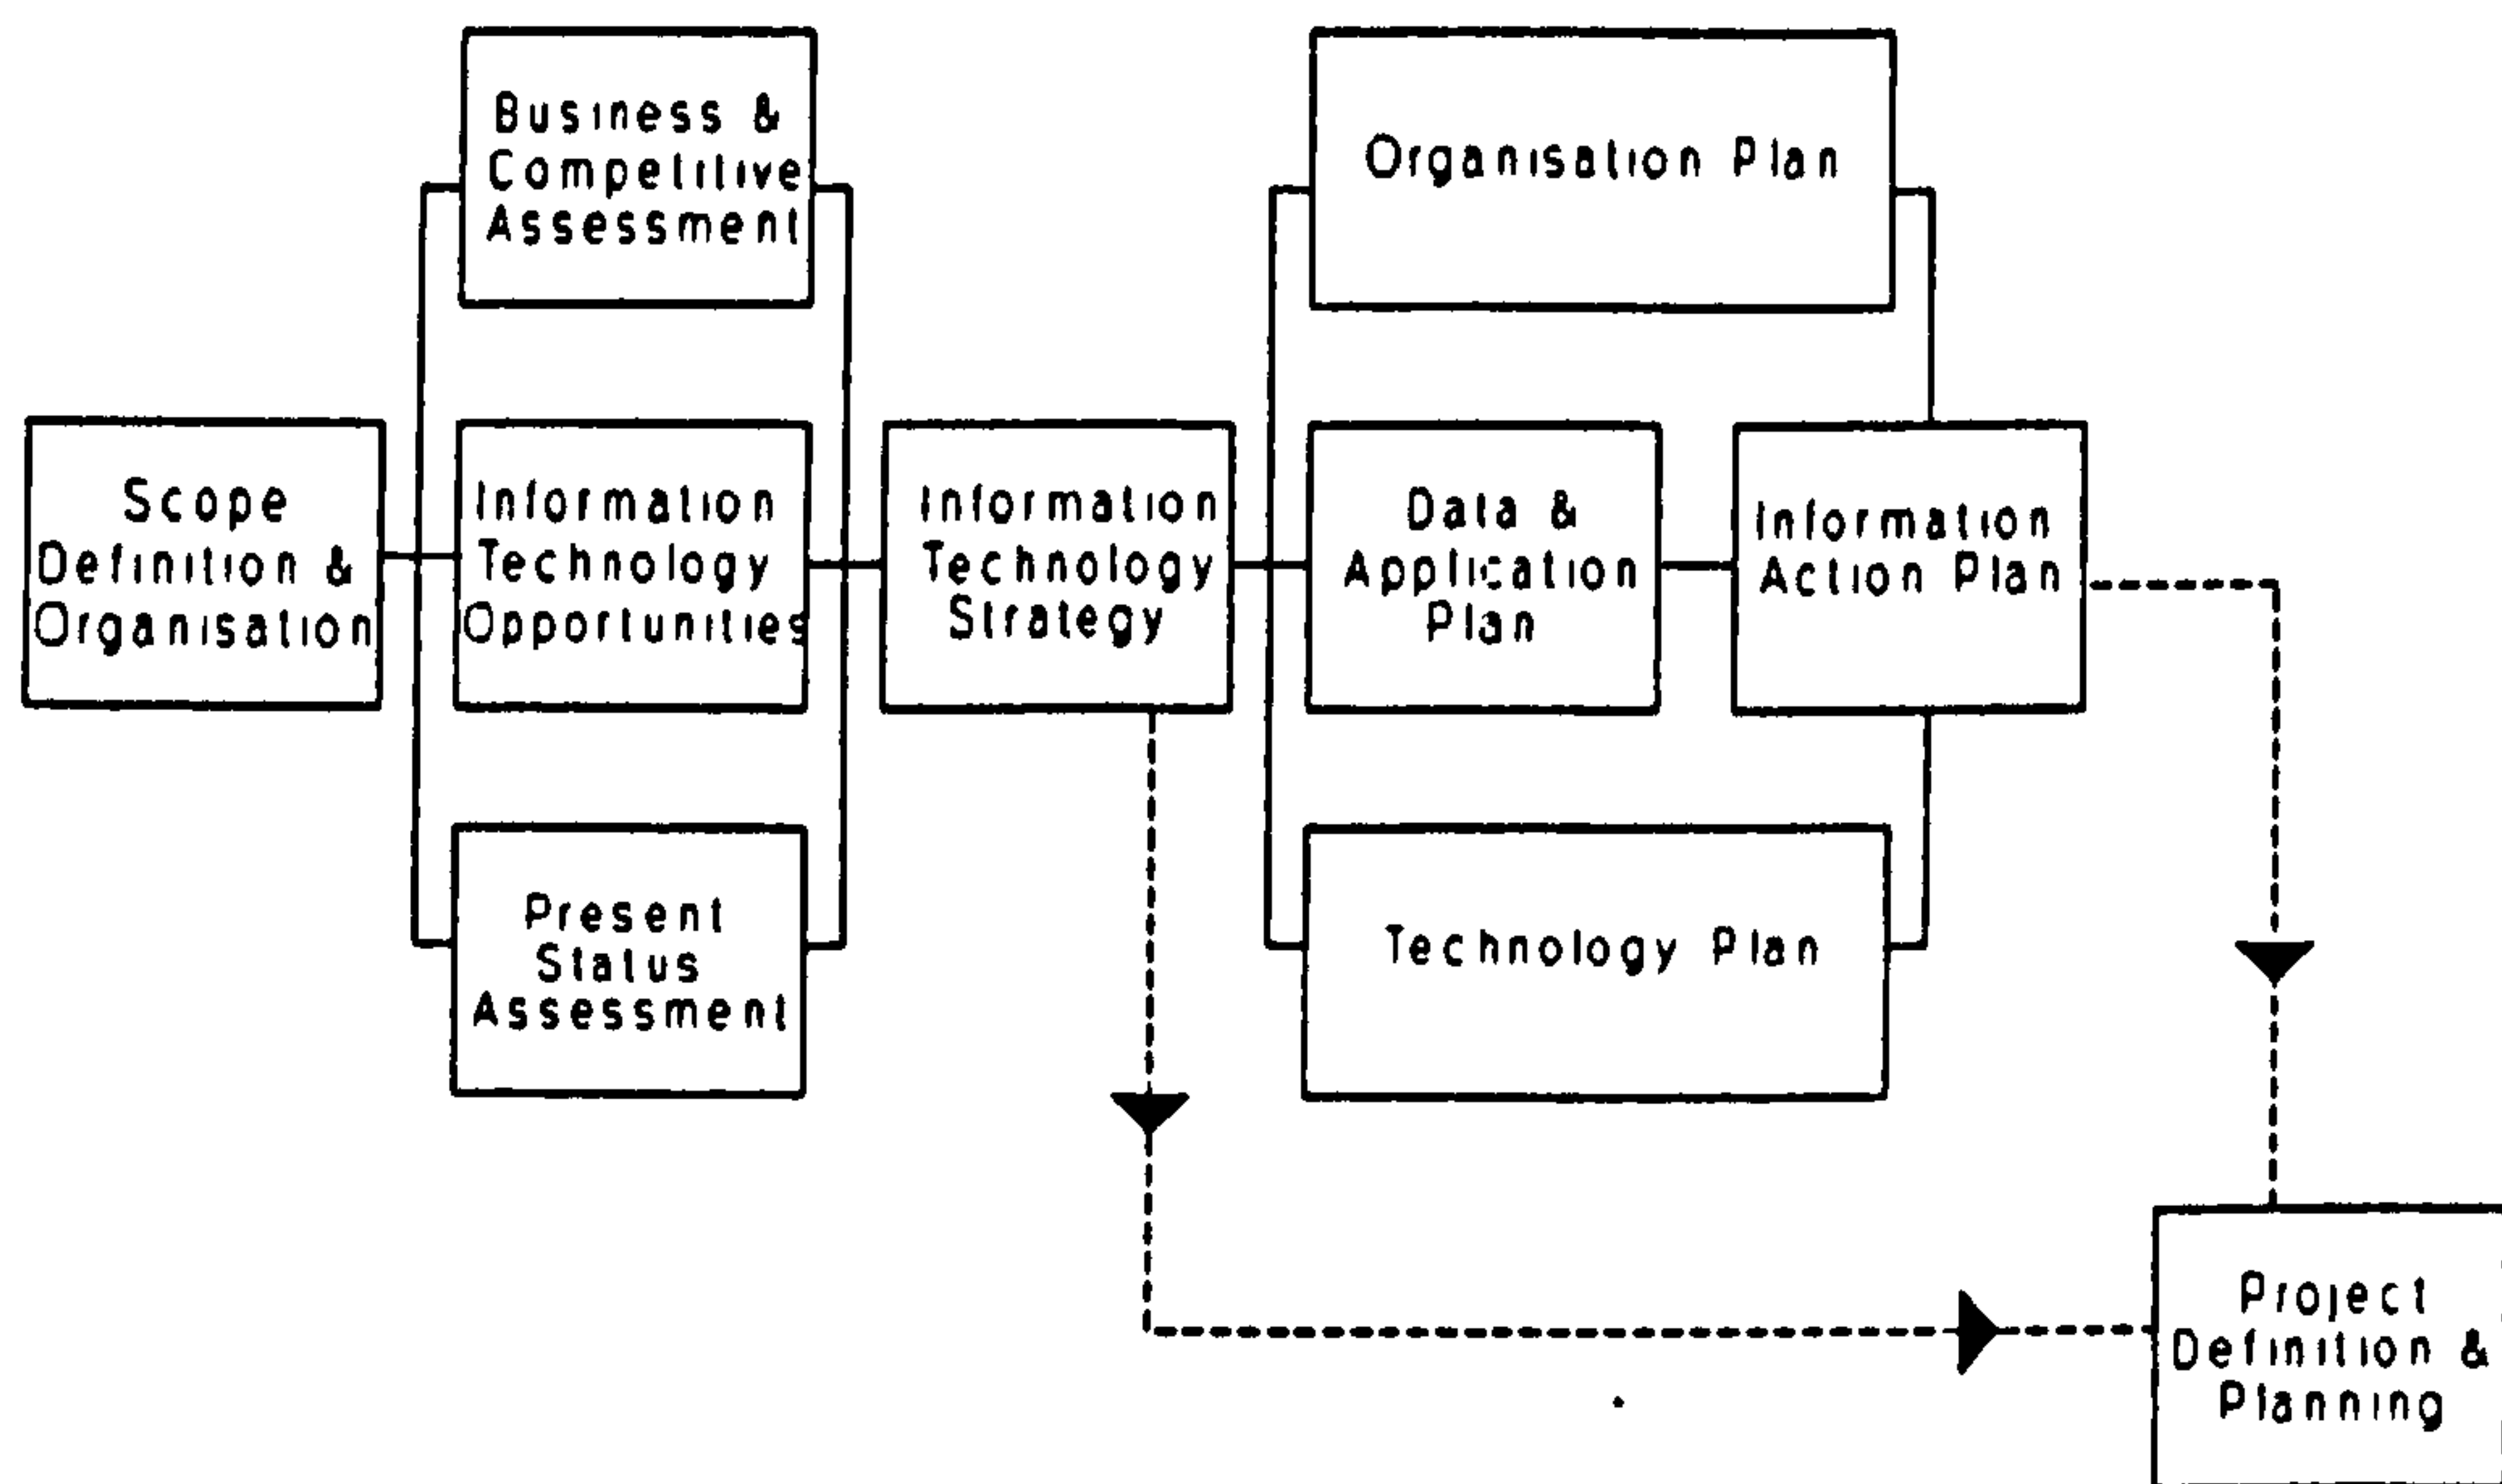 Business &
Competitive
Assessment
Organisation Plan
Scope
Definition &
Organisation
Information
Technology
Opportunities
Information
Technology
Strategy
Data &
Application
Plan
Information
Action Plan
Present
Status
Assessment
Technology Plan
Project
Definition &
Planning